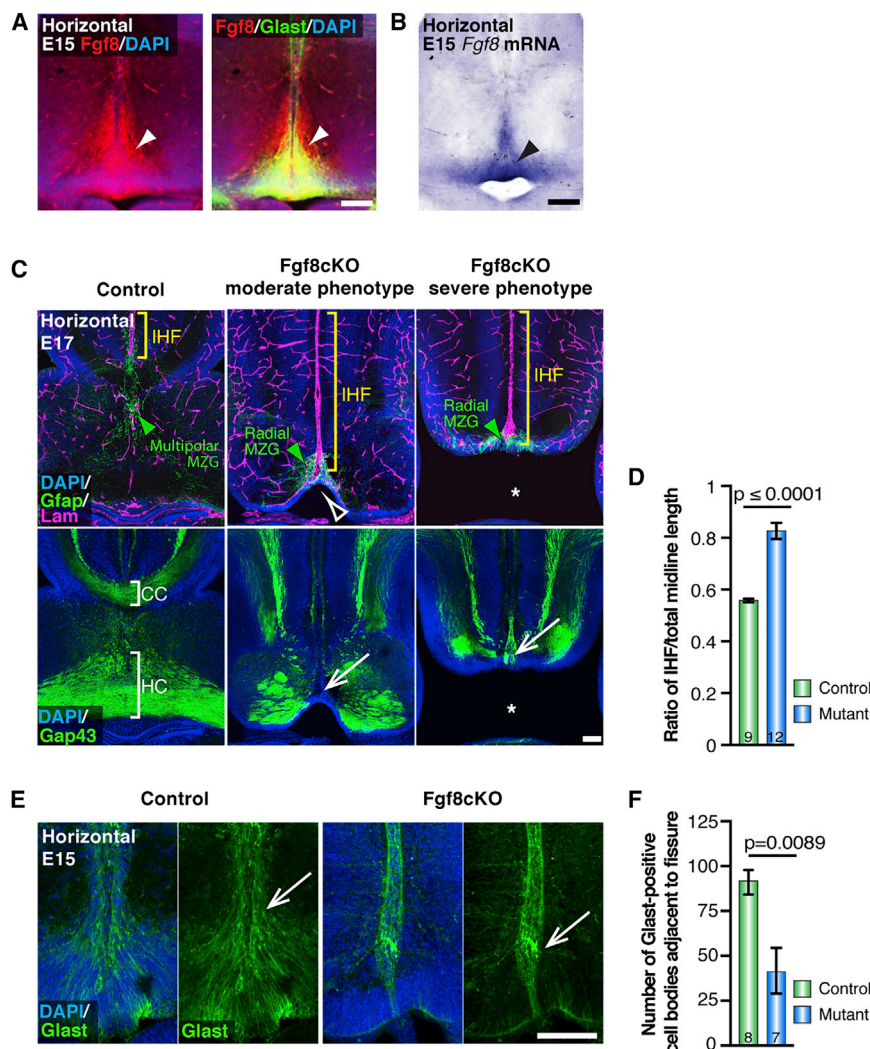 A
Horizontal
E15 Fgf8/DAPI
Fgf8/Glast/DAPI
B
Horizontal
E15 Fgf8 mRNA
C
Control
Fgf8cKO
moderate phenotype
Fgf8cKO
severe phenotype
Horizontal
E17
IHF
Multipolar
MZG
DAPI/
Gfap/
Lam
IHF
Radial
MZG
IHF
Radial
MZG
*
CC
HC
DAPI/
Gap43
*
D
p ≤ 0.0001
Ratio of IHF/total midline length
1
0.8
0.6
0.4
0.2
0
9
12
Control
Mutant
E
Control
Fgf8cKO
Horizontal
E15
DAPI/
Glast
Glast
Glast
F
p=0.0089
Number of Glast-positive
cell bodies adjacent to fissure
125
100
75
50
25
0
8
7
Control
Mutant